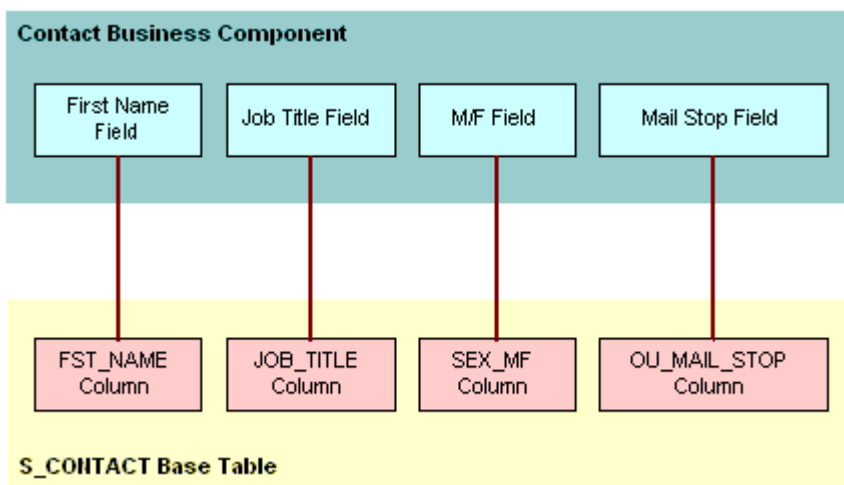 Contact Business Component
First Name
Field
Job Title Field
M/F Field
Mail Stop Field
FST_NAME
Column
JOB_TITLE
Column
SEX_MF
Column
OU_MAIL_STOP
Column
S_CONTACT Base Table